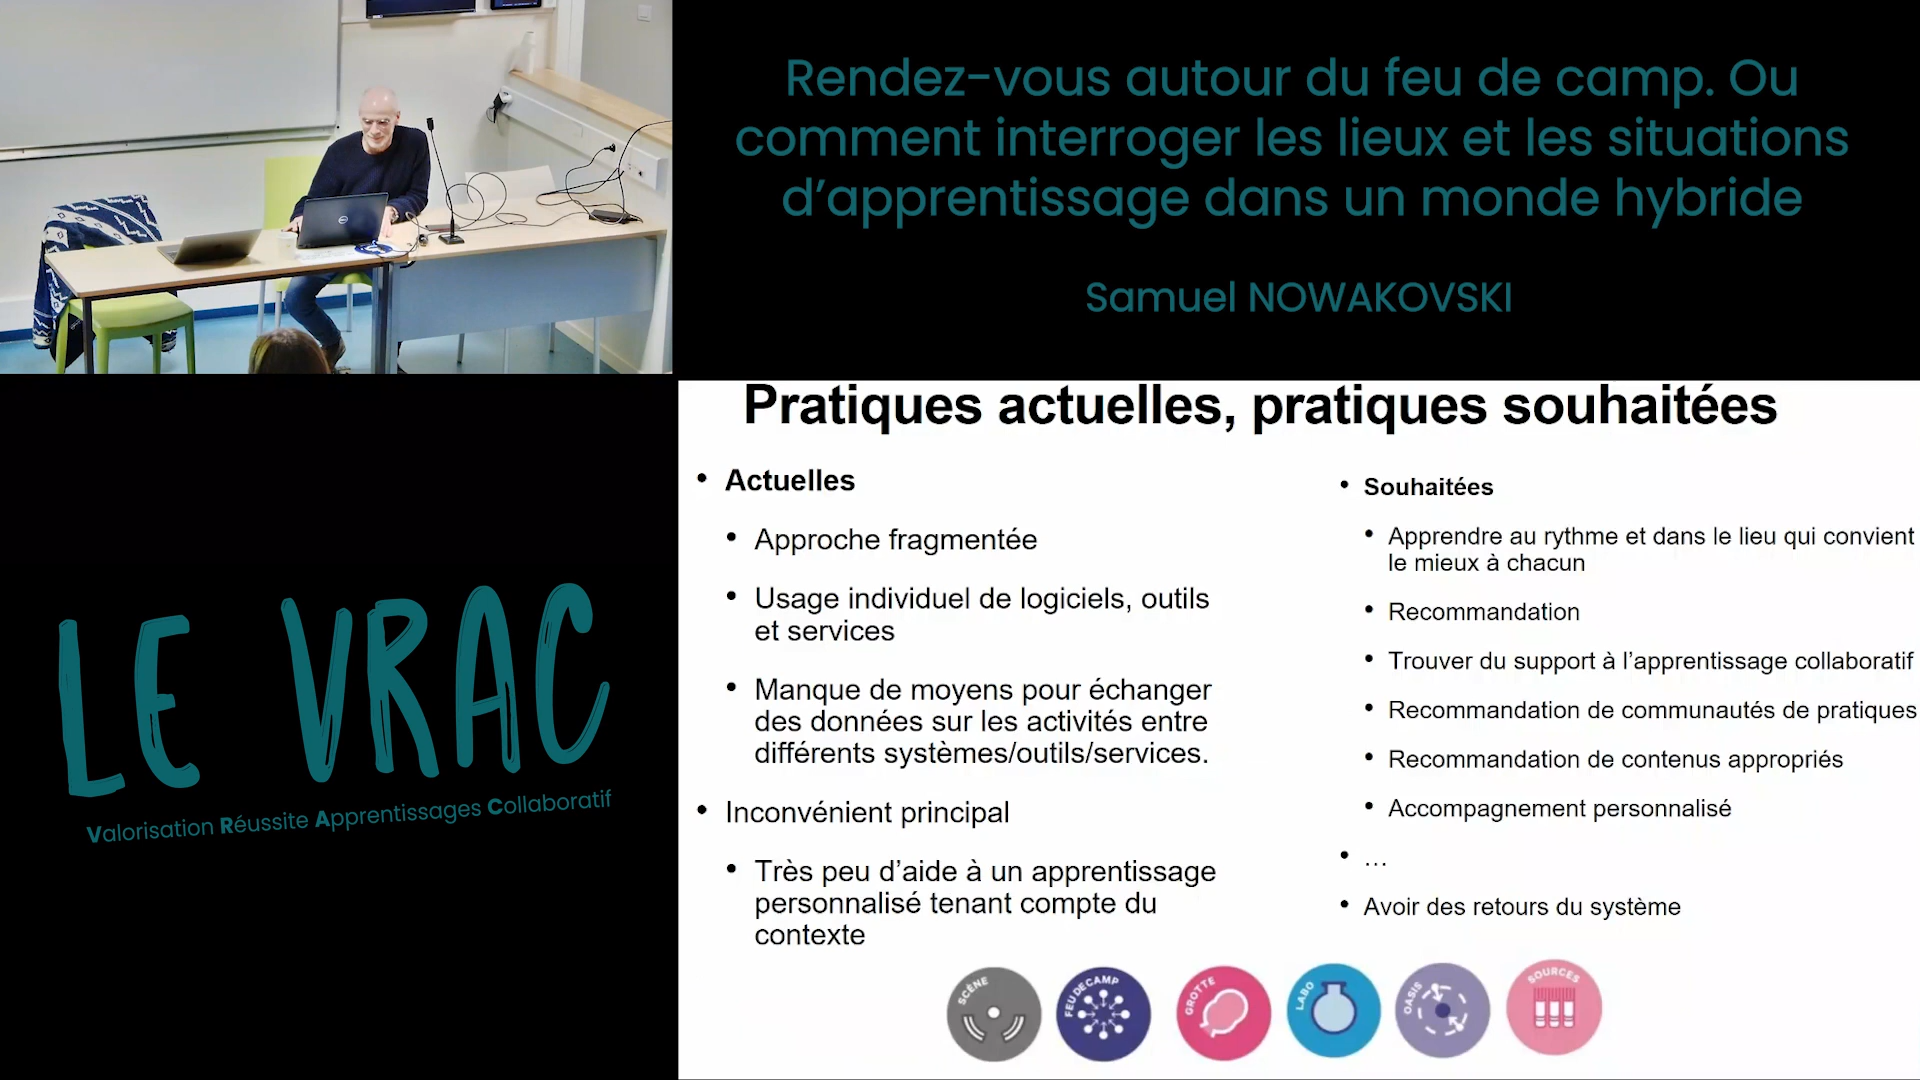 Rendez-vous autour du feu de camp. Ou
comment interroger les lieux et les situations
d’apprentissage dans un monde hybride
Samuel NOWAKOVSKI
LE VRAC
Valorisation Réussite Apprentissages Collaboratif
Pratiques actuelles, pratiques souhaitées
• Actuelles
• Approche fragmentée
• Usage individuel de logiciels, outils
et services
• Manque de moyens pour échanger
des données sur les activités entre
différents systèmes/outils/services.
• Inconvénient principal
• Très peu d’aide à un apprentissage
personnalisé tenant compte du
contexte
• Souhaitées
• Apprendre au rythme et dans le lieu qui convient
le mieux à chacun
• Recommandation
• Trouver du support à l’apprentissage collaboratif
• Recommandation de communautés de pratiques
• Recommandation de contenus appropriés
• Accompagnement personnalisé
• …
• Avoir des retours du système
SCÈNE
FEU DE CAMP
GROTTE
LABO
OASIS
SOURCES